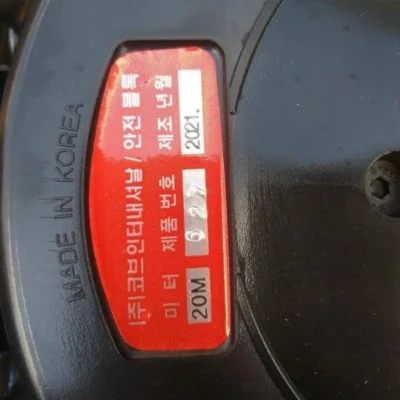 MADE IN KOREA
(주)코브인터내셔날 / 안전 블록
미 터 제품 번호 제조 년월
20M 027 2021.